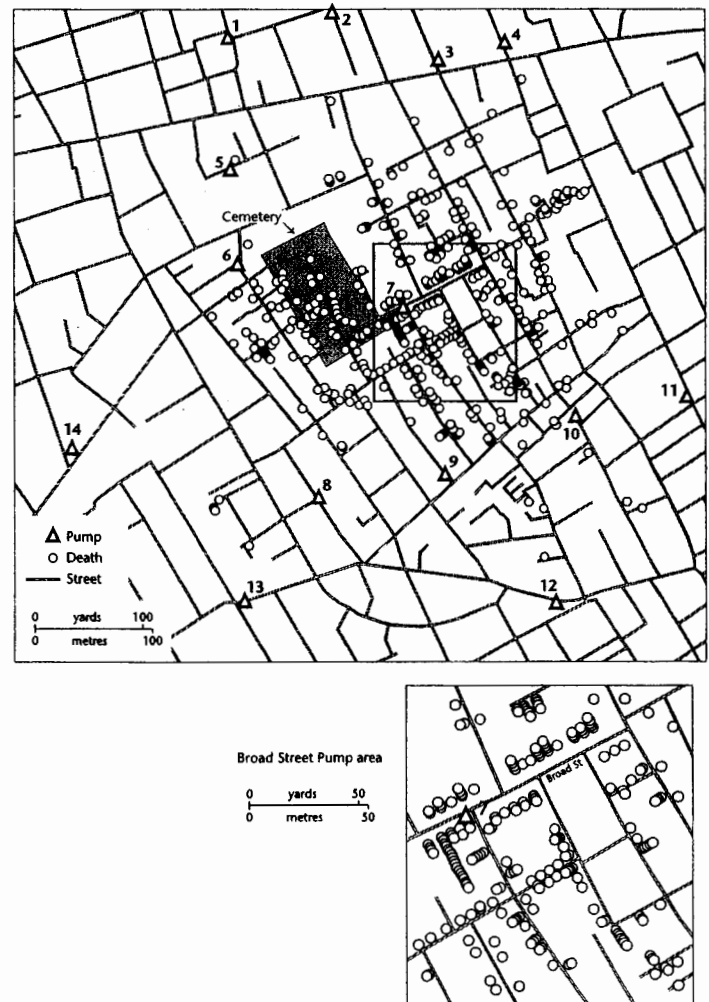 1
2
3
4
5
Cemetery
6
7
11
10
14
9
8
Pump
Death
Street
13
12
0 yards 100
0 metres 100
Broad Street Pump area
0 yards 50
0 metres 50
Broad St
7